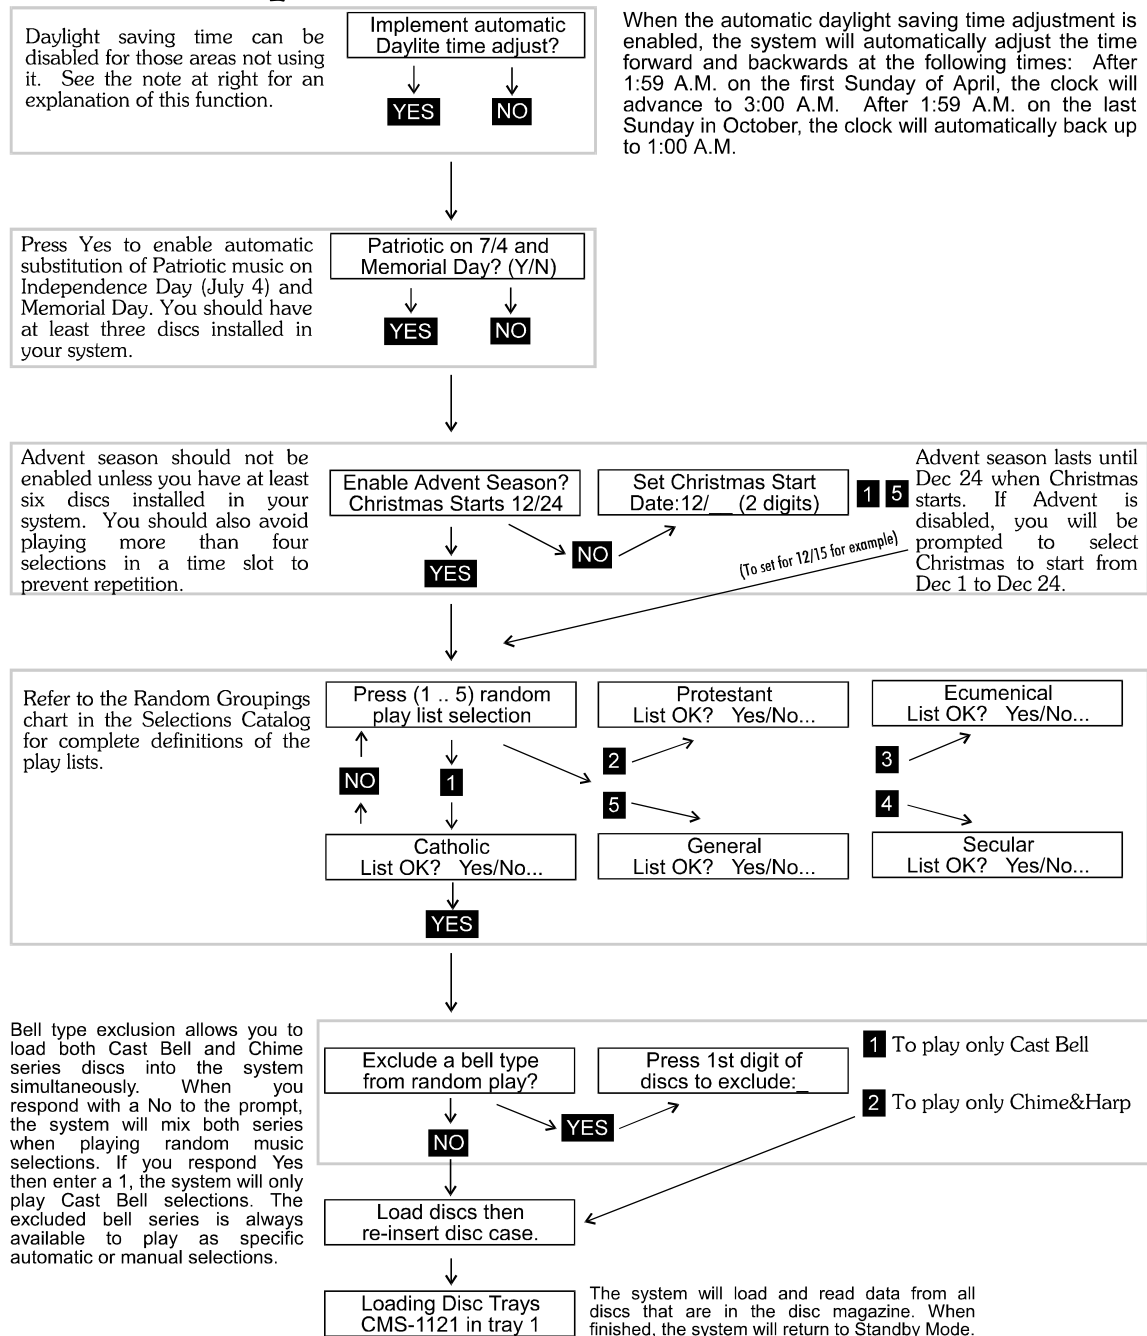 Daylight saving time can be
disabled for those areas not using
it. See the note at right for an
explanation of this function.
Implement automatic
Daylite time adjust?
YES
NO
When the automatic daylight saving time adjustment is
enabled, the system will automatically adjust the time
forward and backwards at the following times: After
1:59 A.M. on the first Sunday of April, the clock will
advance to 3:00 A.M. After 1:59 A.M. on the last
Sunday in October, the clock will automatically back up
to 1:00 A.M.
Press Yes to enable automatic
substitution of Patriotic music on
Independence Day (July 4) and
Memorial Day. You should have
at least three discs installed in
your system.
Patriotic on 7/4 and
Memorial Day? (Y/N)
YES
NO
Advent season should not be
enabled unless you have at least
six discs installed in your
system. You should also avoid
playing more than four
selections in a time slot to
prevent repetition.
Enable Advent Season?
Christmas Starts 12/24
YES
NO
Set Christmas Start
Date:12/__ (2 digits)
1 5
(To set for 12/15 for example)
Advent season lasts until
Dec 24 when Christmas
starts. If Advent is
disabled, you will be
prompted to select
Christmas to start from
Dec 1 to Dec 24.
Refer to the Random Groupings
chart in the Selections Catalog
for complete definitions of the
play lists.
Press (1 .. 5) random
play list selection
NO
1
Catholic
List OK? Yes/No...
YES
Protestant
List OK? Yes/No...
2
5
General
List OK? Yes/No...
Ecumenical
List OK? Yes/No...
3
4
Secular
List OK? Yes/No...
Bell type exclusion allows you to
load both Cast Bell and Chime
series discs into the system
simultaneously. When you
respond with a No to the prompt,
the system will mix both series
when playing random music
selections. If you respond Yes
then enter a 1, the system will only
play Cast Bell selections. The
excluded bell series is always
available to play as specific
automatic or manual selections.
Exclude a bell type
from random play?
NO
YES
Press 1st digit of
discs to exclude:_
1 To play only Cast Bell
2 To play only Chime&Harp
Load discs then
re-insert disc case.
Loading Disc Trays
CMS-1121 in tray 1
The system will load and read data from all
discs that are in the disc magazine. When
finished, the system will return to Standby Mode.